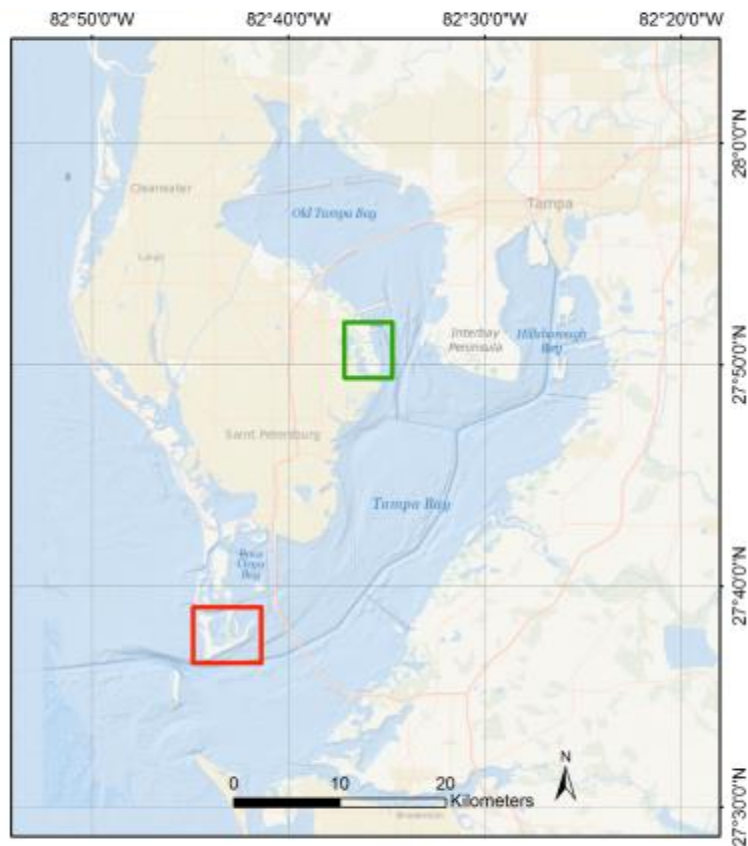 82°50'0"W 82°40'0"W 82°30'0"W 82°20'0"W
28°0'0"N
Clearwater
Tampa
Old Tampa Bay
Largo
Interbay
Peninsula
Hillsborough
Bay
27°50'0"N
Saint Petersburg
Tampa Bay
Boca
Ciega
Bay
27°40'0"N
N
0 10 20
Kilometers
Bradenton
27°30'0"N